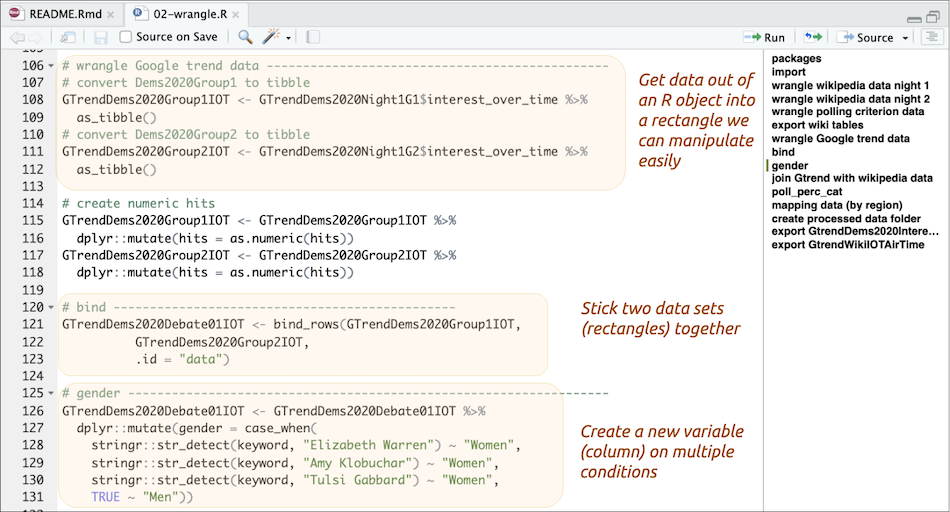 README.Rmd
02-wrangle.R
Source on Save
Run
Source
106 # wrangle Google trend data ----------------------------------------------
107 # convert Dems2020Group1 to tibble
108 GTrendDems2020Group1IOT <- GTrendDems2020Night1G1$interest_over_time %>%
109 as_tibble()
110 # convert Dems2020Group2 to tibble
111 GTrendDems2020Group2IOT <- GTrendDems2020Night1G2$interest_over_time %>%
112 as_tibble()
113
114 # create numeric hits
115 GTrendDems2020Group1IOT <- GTrendDems2020Group1IOT %>%
116 dplyr::mutate(hits = as.numeric(hits))
117 GTrendDems2020Group2IOT <- GTrendDems2020Group2IOT %>%
118 dplyr::mutate(hits = as.numeric(hits))
119
120 # bind ----------------------------------------------
121 GTrendDems2020Debate01IOT <- bind_rows(GTrendDems2020Group1IOT,
122 GTrendDems2020Group2IOT,
123 .id = "data")
124
125 # gender -----------------------------------------------------------------
126 GTrendDems2020Debate01IOT <- GTrendDems2020Debate01IOT %>%
127 dplyr::mutate(gender = case_when(
128 stringr::str_detect(keyword, "Elizabeth Warren") ~ "Women",
129 stringr::str_detect(keyword, "Amy Klobuchar") ~ "Women",
130 stringr::str_detect(keyword, "Tulsi Gabbard") ~ "Women",
131 TRUE ~ "Men"))
Get data out of
an R object into
a rectangle we
can manipulate
easily
Stick two data sets
(rectangles) together
Create a new variable
(column) on multiple
conditions
packages
import
wrangle wikipedia data night 1
wrangle wikipedia data night 2
wrangle polling criterion data
export wiki tables
wrangle Google trend data
bind
gender
join Gtrend with wikipedia data
poll_perc_cat
mapping data (by region)
create processed data folder
export GtrendDems2020Intere...
export GtrendWikiIOTAirTime